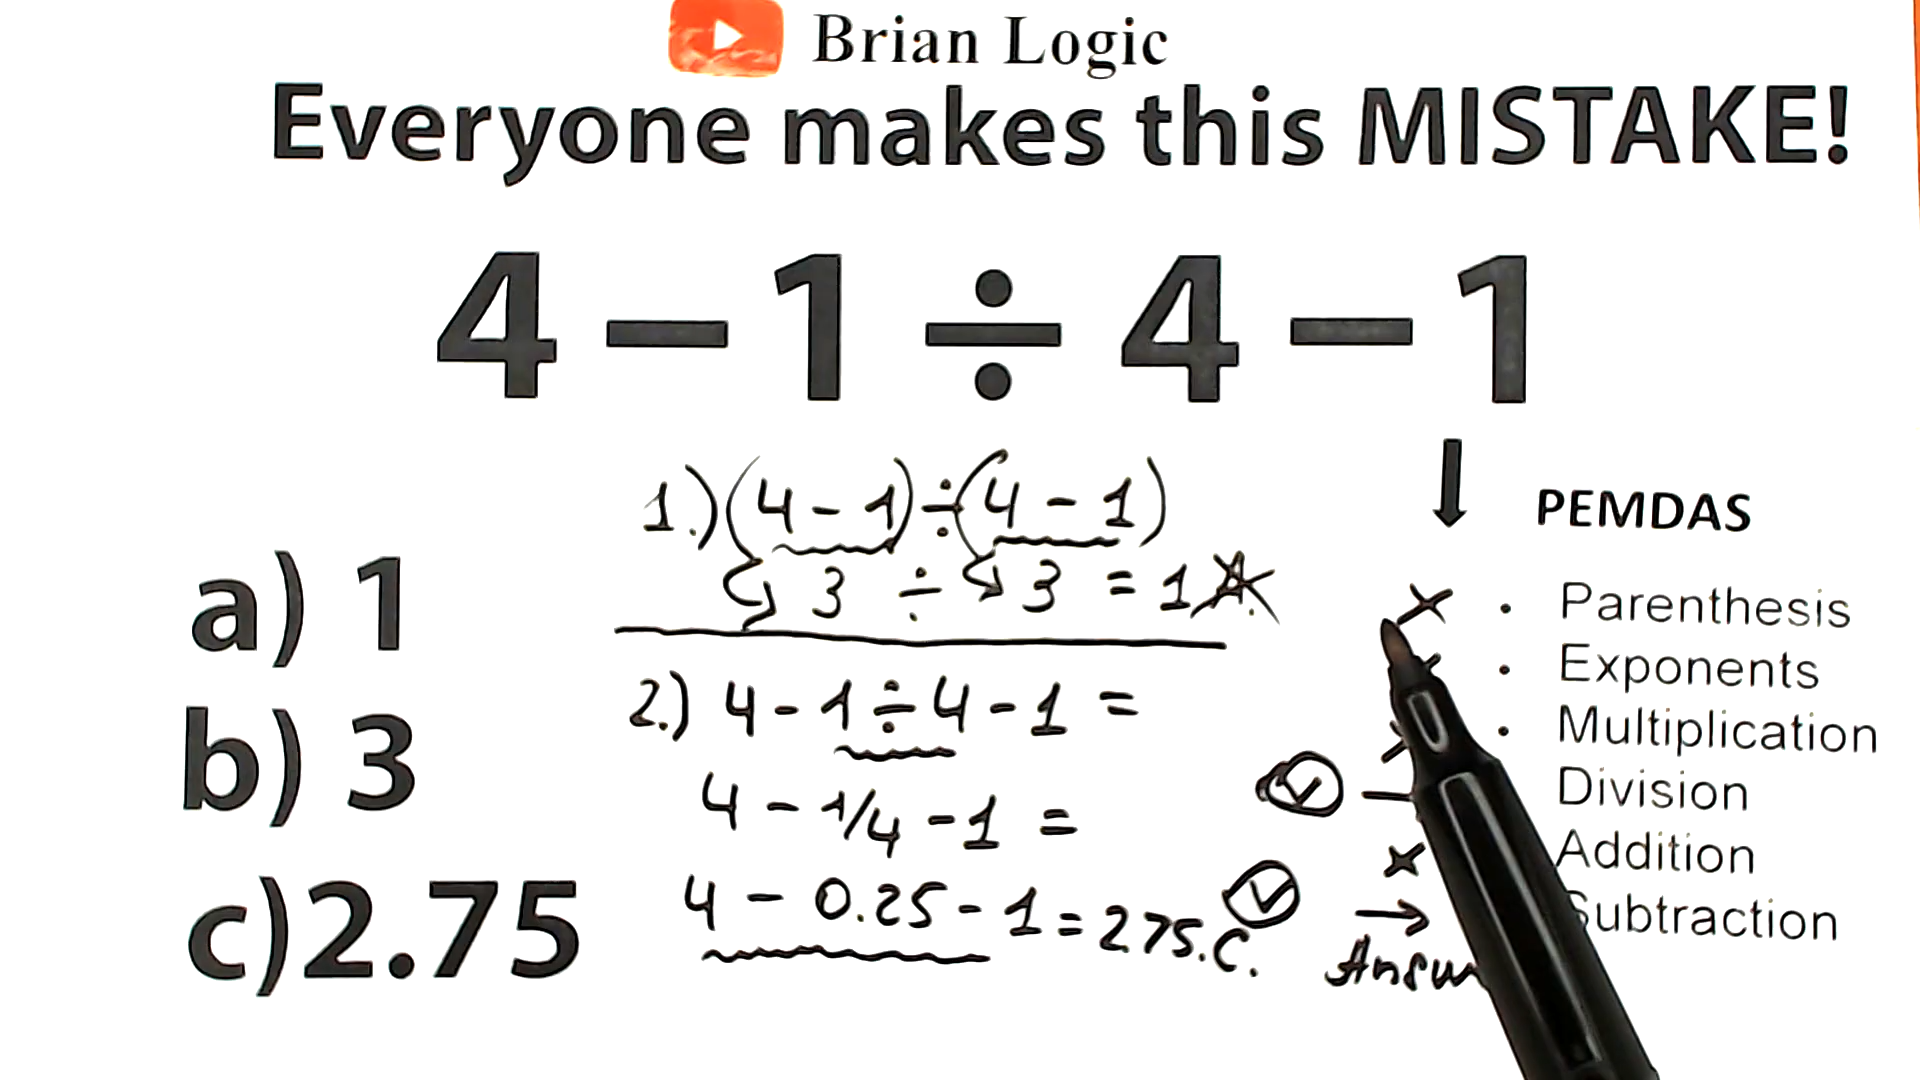 Brian Logic
Everyone makes this MISTAKE!
4 – 1 ÷ 4 – 1
1.) (4 - 1) ÷ (4 - 1)
3 ÷ 3 = 1 A.
2.) 4 - 1 ÷ 4 - 1 =
4 - 1/4 - 1 =
4 - 0.25 - 1 = 2.75. C.
a) 1
b) 3
c) 2.75
PEMDAS
• Parenthesis
• Exponents
• Multiplication
Division
Addition
Subtraction